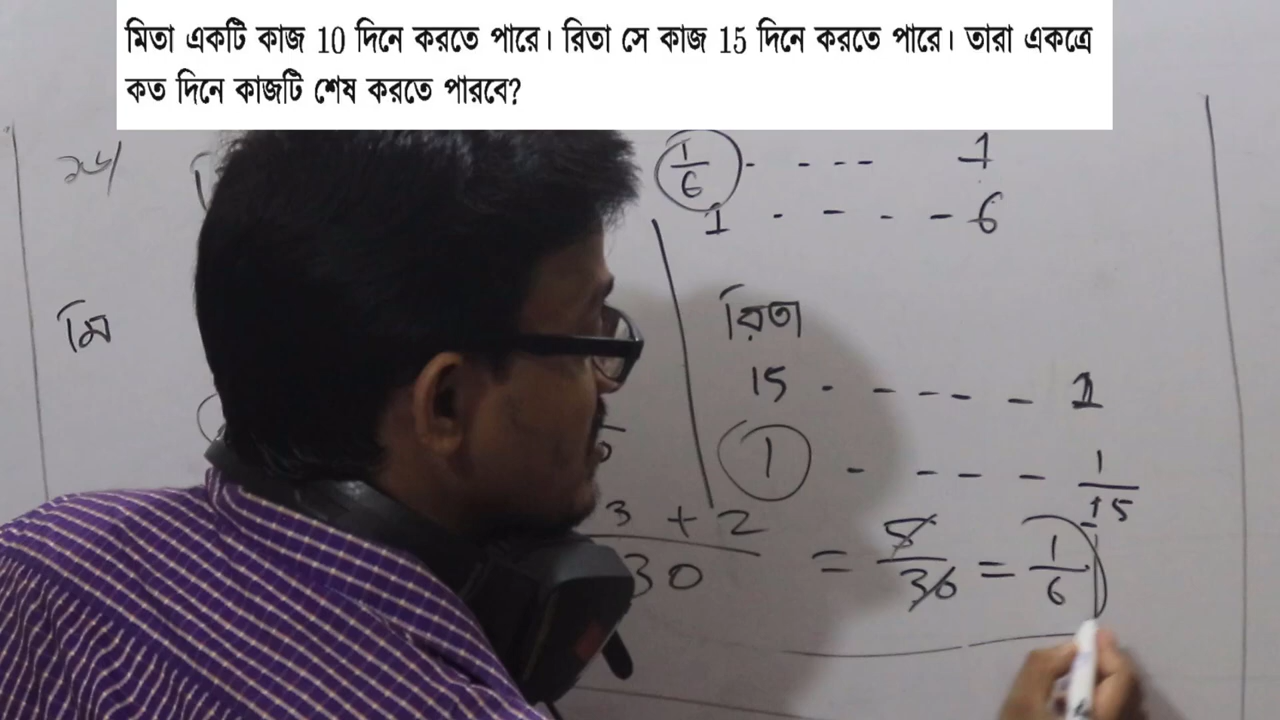 মিতা একটি কাজ 10 দিনে করতে পারে। রিতা সে কাজ 15 দিনে করতে পারে। তারা একত্রে
কত দিনে কাজটি শেষ করতে পারবে?
1/6 - - - - 1
1 - - - - 6
মি
রিতা
15 - - - - - 1
1 - - - - 1/15
3 + 2 / 30 = 5/30 = 1/6